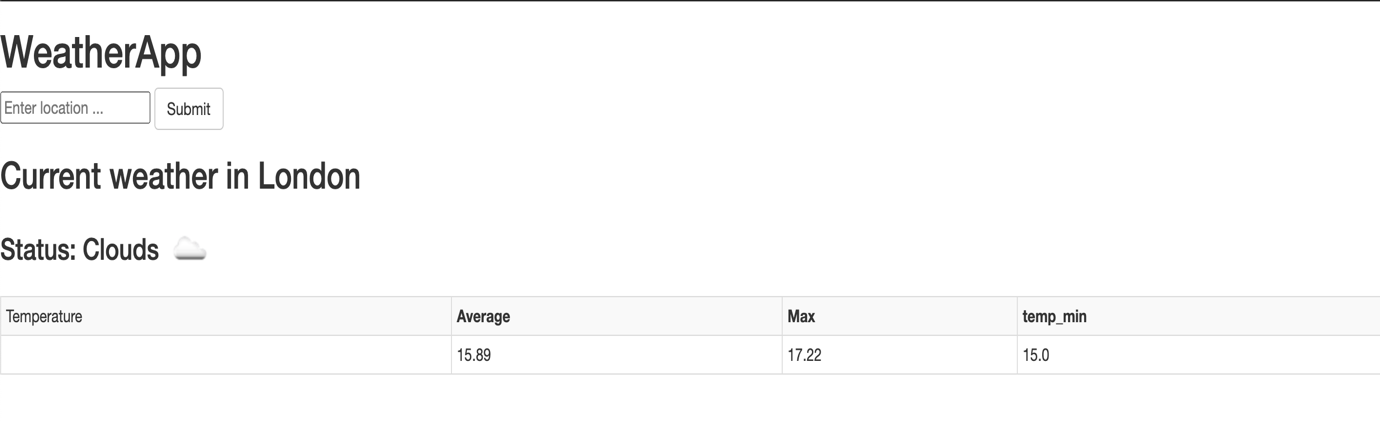 WeatherApp
Enter location ... Submit
Current weather in London
Status: Clouds
Temperature Average Max temp_min
15.89 17.22 15.0